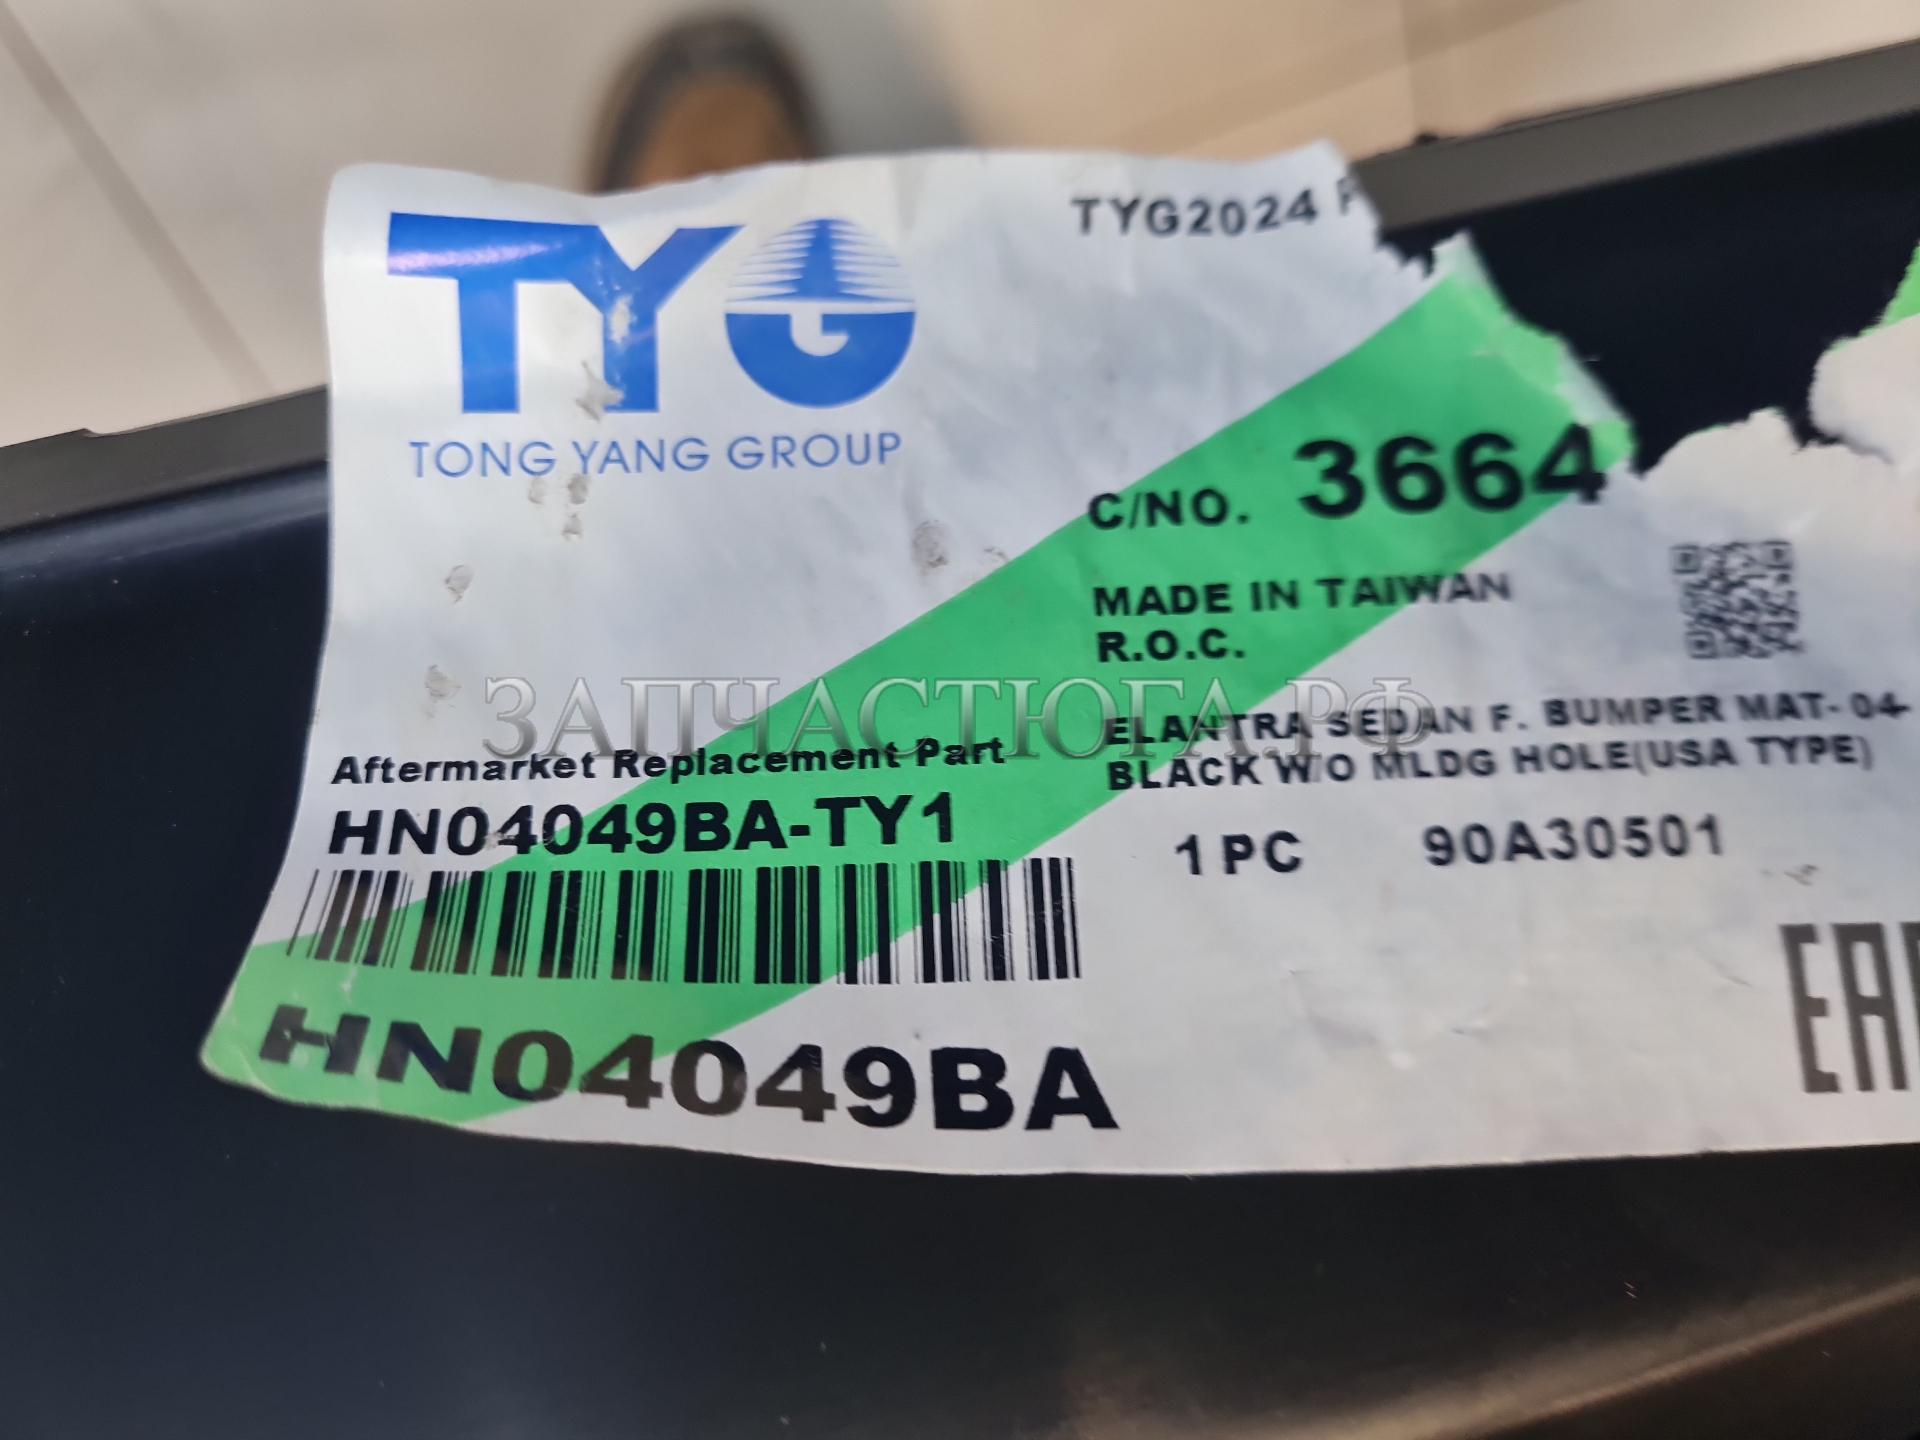 TYG
TONG YANG GROUP
TYG2024
C/NO. 3664
MADE IN TAIWAN
R.O.C.
ЗАПЧАСТЮГА.РФ
ELANTRA SEDAN F. BUMPER MAT- 04-
BLACK W/O MLDG HOLE(USA TYPE)
Aftermarket Replacement Part
HN04049BA-TY1
1 PC 90A30501
HN04049BA
EAC